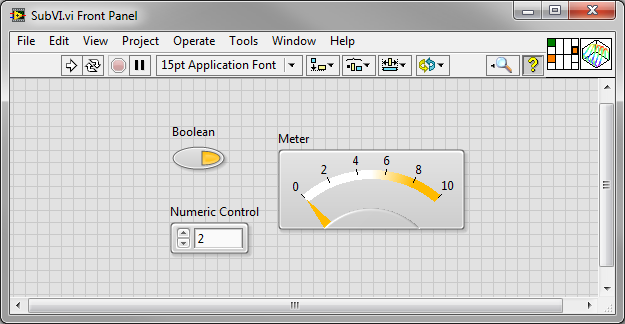 SubVI.vi Front Panel
File Edit View Project Operate Tools Window Help
15pt Application Font
?
Boolean
Meter
0 2 4 6 8 10
Numeric Control
2